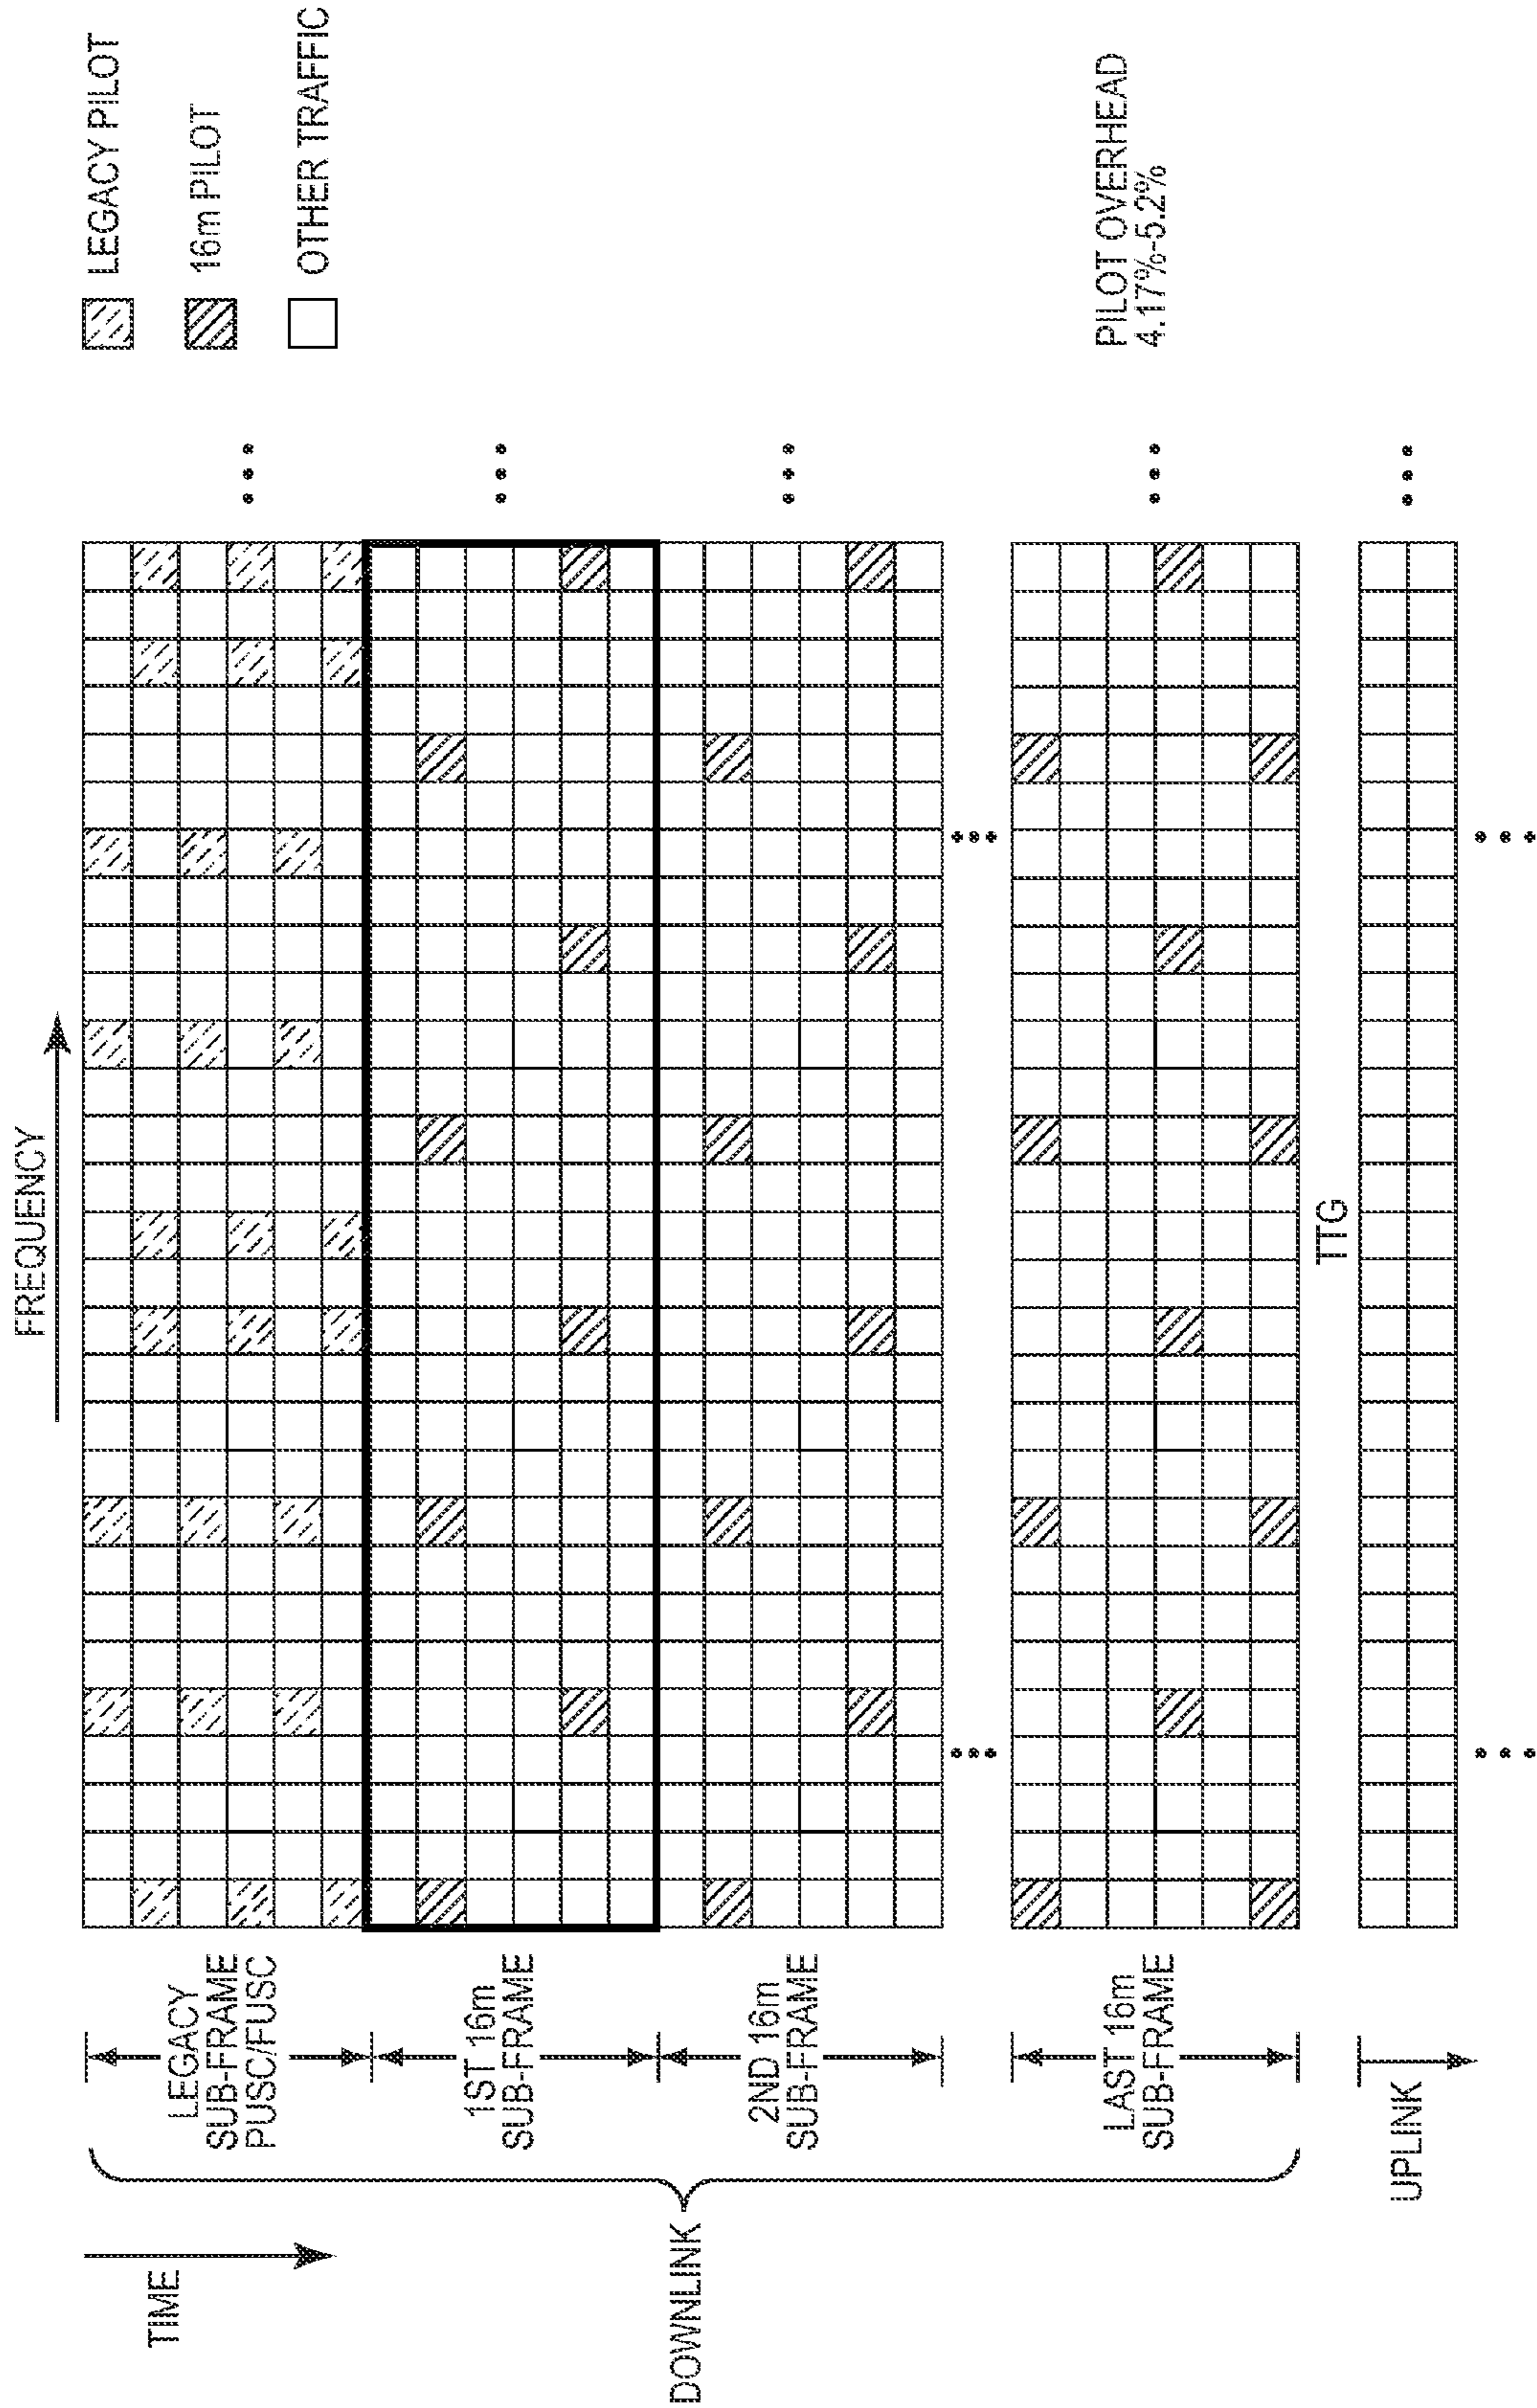 FREQUENCY
TIME
LEGACY PILOT
16m PILOT
OTHER TRAFFIC
DOWNLINK
LEGACY
SUB-FRAME
PUSC/FUSC
1ST 16m
SUB-FRAME
2ND 16m
SUB-FRAME
LAST 16m
SUB-FRAME
PILOT OVERHEAD
4.17%-5.2%
TTG
UPLINK